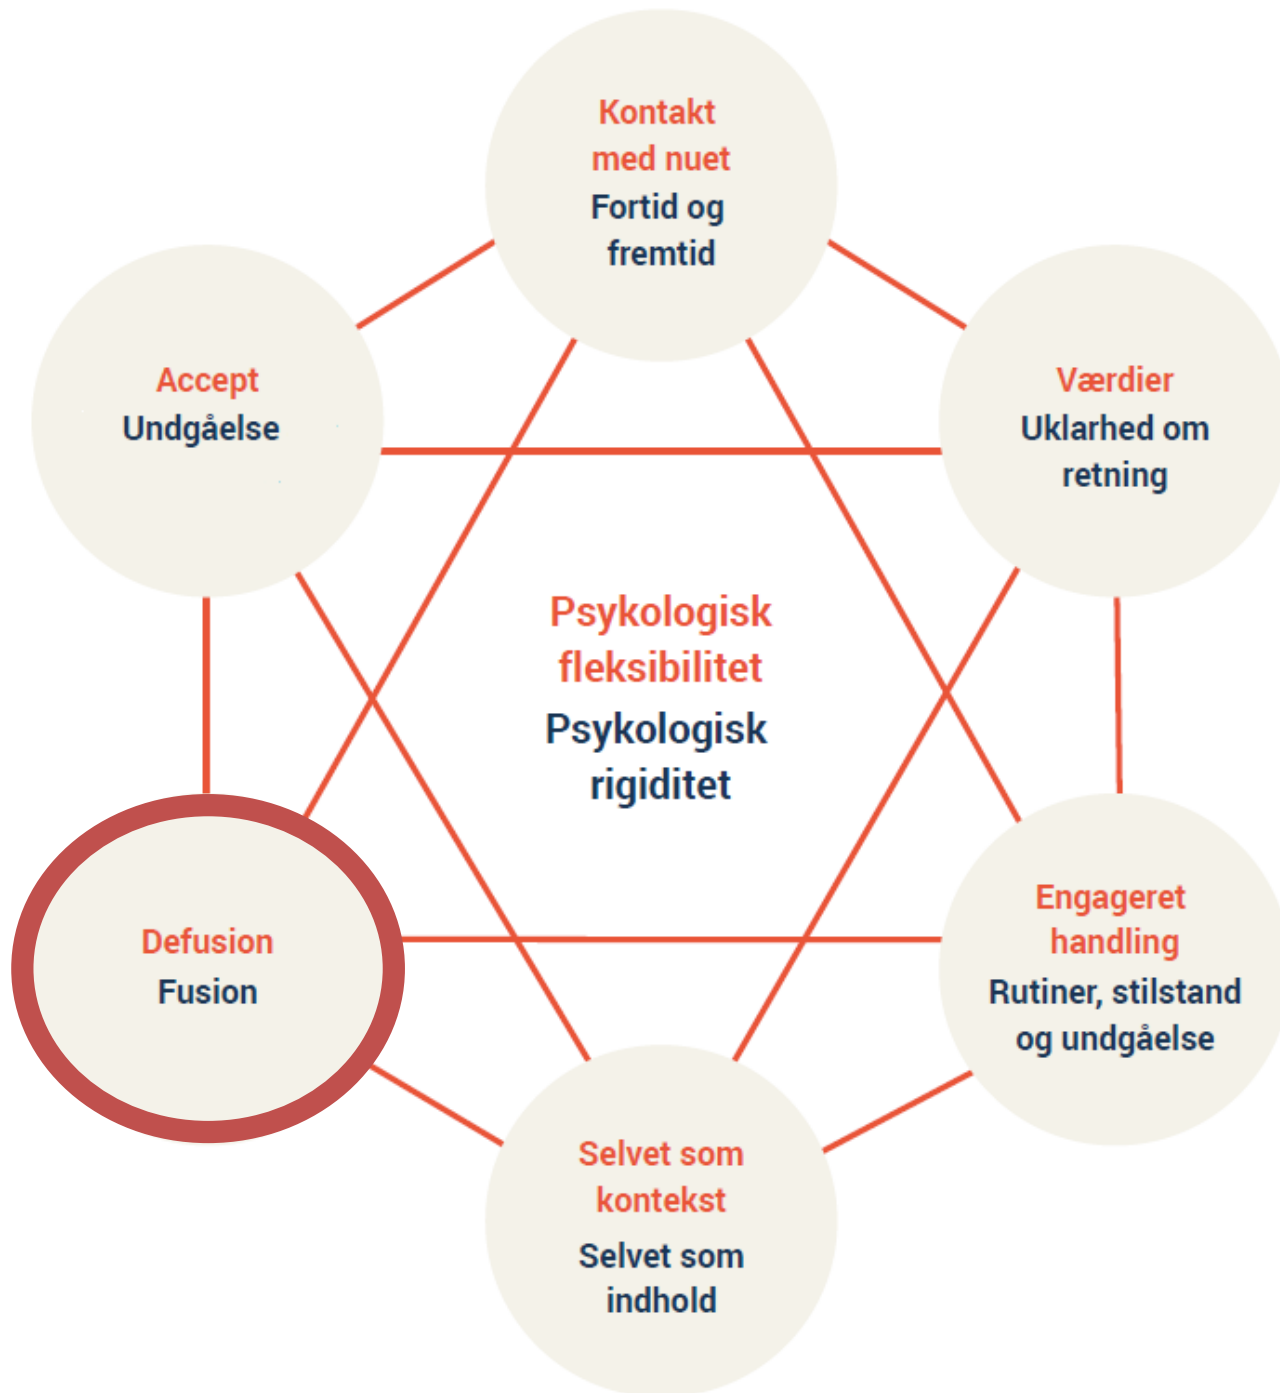 Kontakt
med nuet
Fortid og
fremtid
Accept
Undgåelse
Værdier
Uklarhed om
retning
Psykologisk
fleksibilitet
Psykologisk
rigiditet
Defusion
Fusion
Engageret
handling
Rutiner, stilstand
og undgåelse
Selvet som
kontekst
Selvet som
indhold